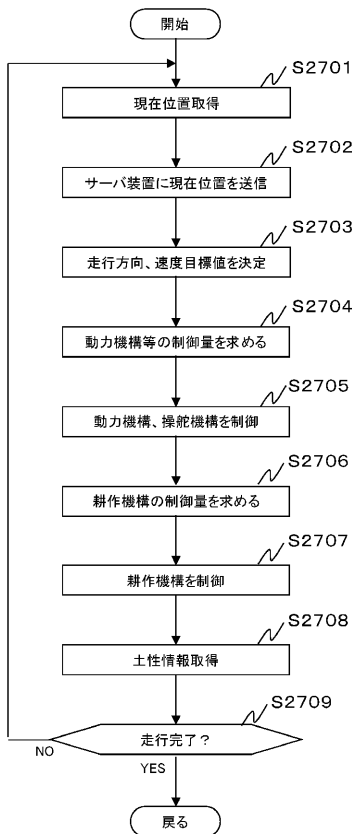 開始
S2701
現在位置取得
S2702
サーバ装置に現在位置を送信
S2703
走行方向、速度目標値を決定
S2704
動力機構等の制御量を求める
S2705
動力機構、操舵機構を制御
S2706
耕作機構の制御量を求める
S2707
耕作機構を制御
S2708
土性情報取得
S2709
走行完了？
NO
YES
戻る